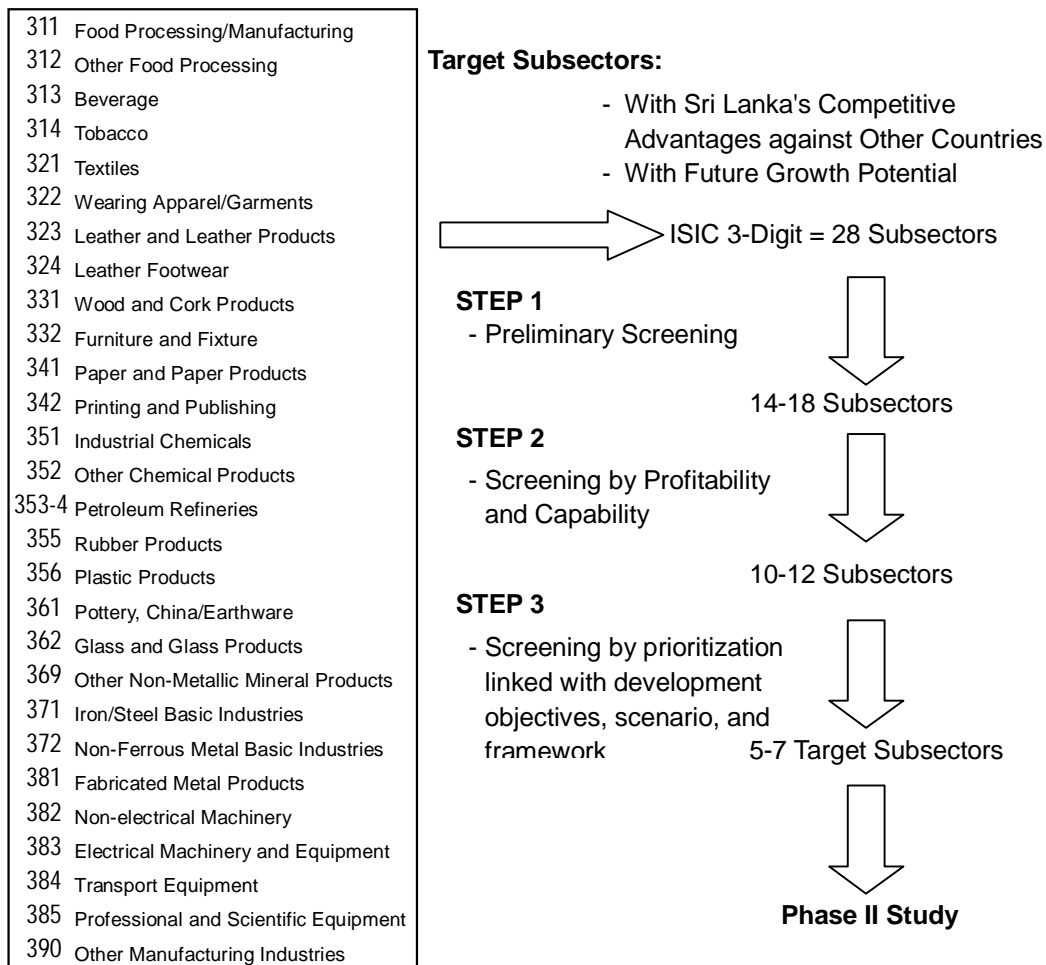 311 Food Processing/Manufacturing
312 Other Food Processing
313 Beverage
314 Tobacco
321 Textiles
322 Wearing Apparel/Garments
323 Leather and Leather Products
324 Leather Footwear
331 Wood and Cork Products
332 Furniture and Fixture
341 Paper and Paper Products
342 Printing and Publishing
351 Industrial Chemicals
352 Other Chemical Products
353-4 Petroleum Refineries
355 Rubber Products
356 Plastic Products
361 Pottery, China/Earthware
362 Glass and Glass Products
369 Other Non-Metallic Mineral Products
371 Iron/Steel Basic Industries
372 Non-Ferrous Metal Basic Industries
381 Fabricated Metal Products
382 Non-electrical Machinery
383 Electrical Machinery and Equipment
384 Transport Equipment
385 Professional and Scientific Equipment
390 Other Manufacturing Industries
Target Subsectors:
- With Sri Lanka's Competitive
Advantages against Other Countries
- With Future Growth Potential
ISIC 3-Digit = 28 Subsectors
STEP 1
- Preliminary Screening
14-18 Subsectors
STEP 2
- Screening by Profitability
and Capability
10-12 Subsectors
STEP 3
- Screening by prioritization
linked with development
objectives, scenario, and
framework
5-7 Target Subsectors
Phase II Study